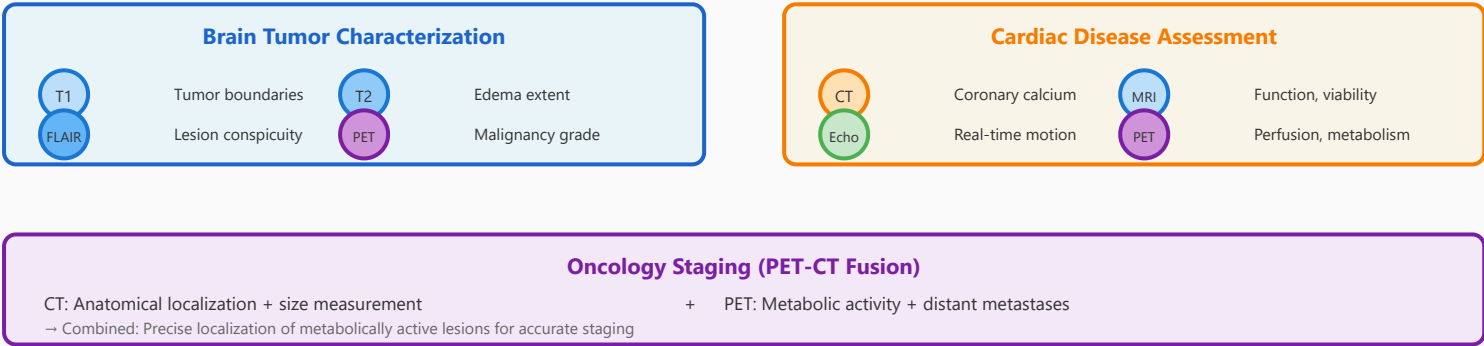 Brain Tumor Characterization
T1 Tumor boundaries T2 Edema extent
FLAIR Lesion conspicuity PET Malignancy grade
Cardiac Disease Assessment
CT Coronary calcium MRI Function, viability
Echo Real-time motion PET Perfusion, metabolism
Oncology Staging (PET-CT Fusion)
CT: Anatomical localization + size measurement + PET: Metabolic activity + distant metastases
→ Combined: Precise localization of metabolically active lesions for accurate staging